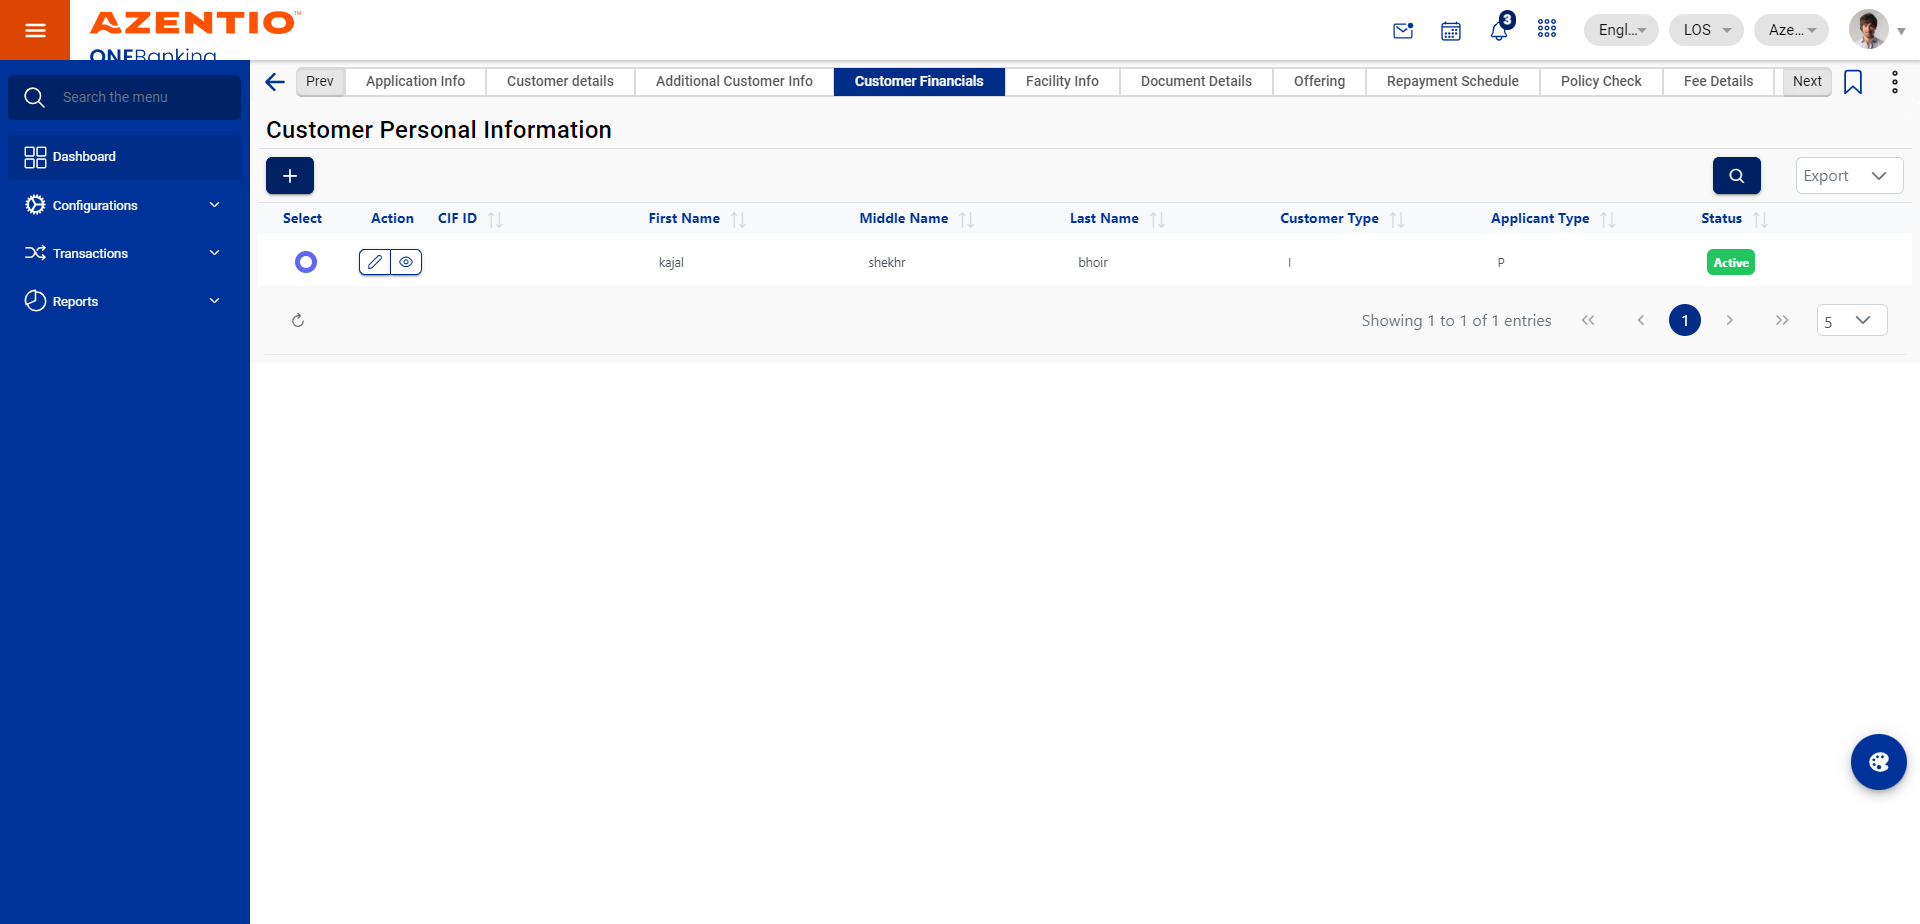 AZENTIO™
ONEBanking
3
Engl...
LOS
Aze...
Search the menu
Dashboard
Configurations
Transactions
Reports
Prev
Application Info
Customer details
Additional Customer Info
Customer Financials
Facility Info
Document Details
Offering
Repayment Schedule
Policy Check
Fee Details
Next
Customer Personal Information
+
Export
Select Action CIF ID First Name Middle Name Last Name Customer Type Applicant Type Status
kajal shekhr bhoir I P Active
Showing 1 to 1 of 1 entries
1
5